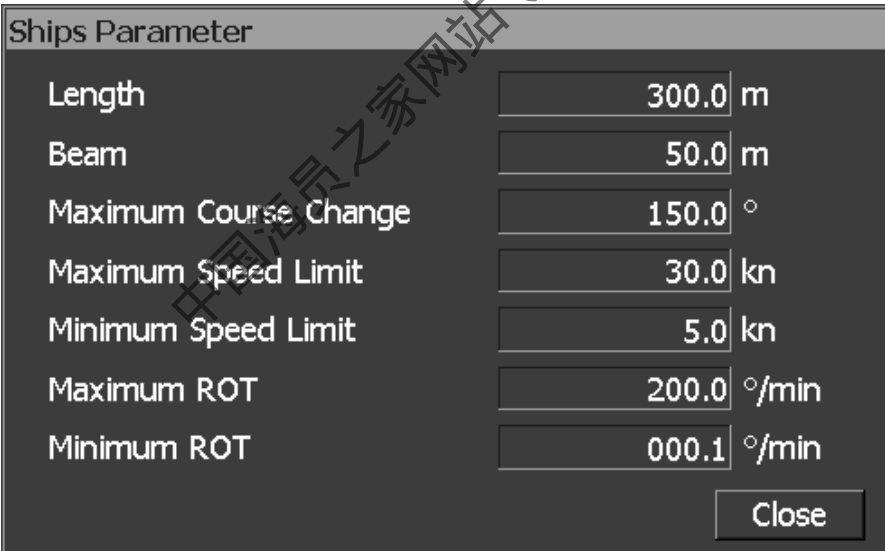 Ships Parameter
Length 300.0 m
Beam 50.0 m
Maximum Course Change 150.0 °
Maximum Speed Limit 30.0 kn
Minimum Speed Limit 5.0 kn
Maximum ROT 200.0 °/min
Minimum ROT 000.1 °/min
Close
中国海员之家网站